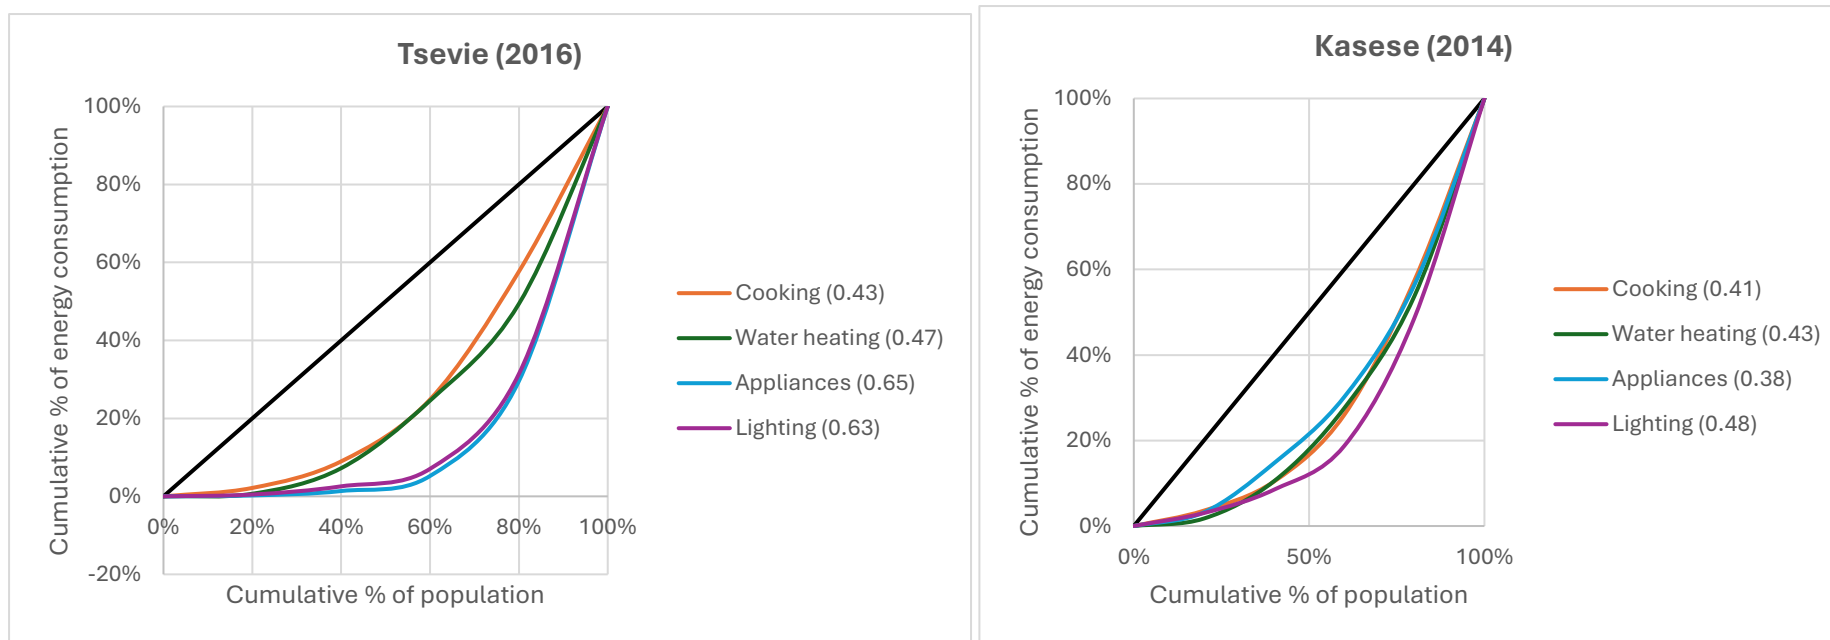 Tsevie (2016)
Cumulative % of energy consumption
100%
80%
60%
40%
20%
0%
-20%
0%
20%
40%
60%
80%
100%
Cumulative % of population
Cooking (0.43)
Water heating (0.47)
Appliances (0.65)
Lighting (0.63)
Kasese (2014)
Cumulative % of energy consumption
100%
80%
60%
40%
20%
0%
0%
50%
100%
Cumulative % of population
Cooking (0.41)
Water heating (0.43)
Appliances (0.38)
Lighting (0.48)